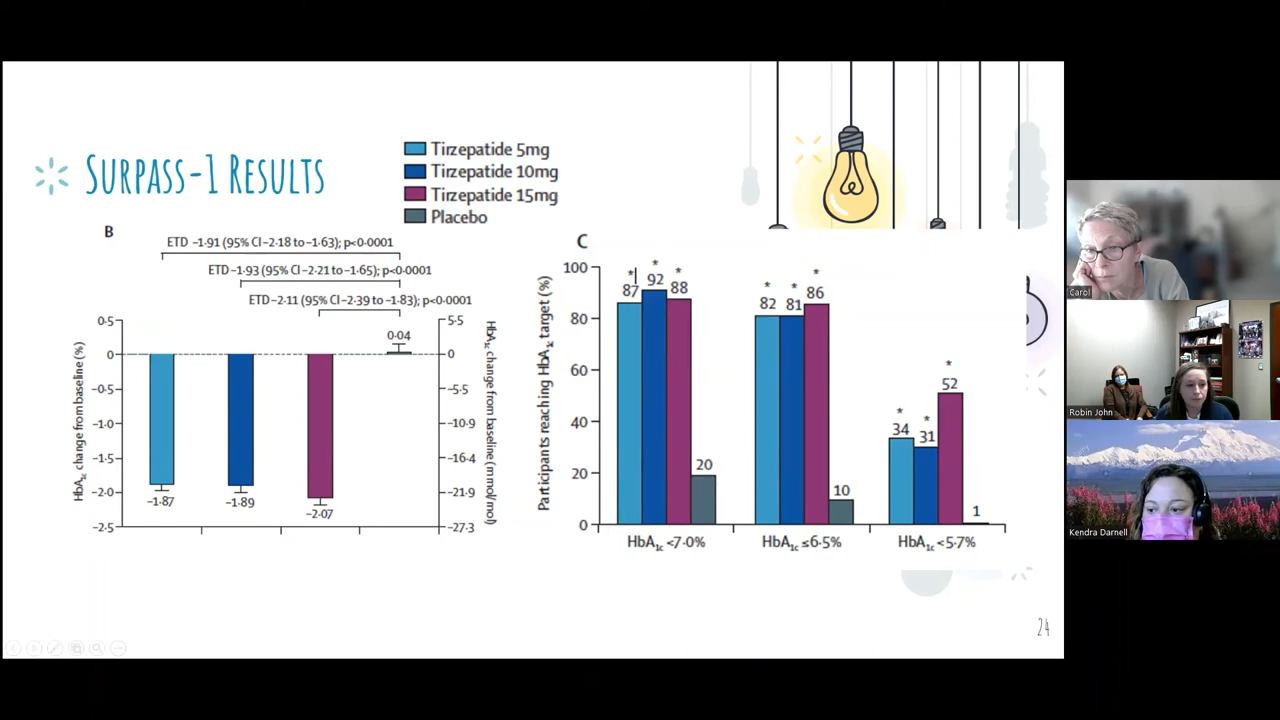 SURPASS-1 RESULTS
Tirzepatide 5mg
Tirzepatide 10mg
Tirzepatide 15mg
Placebo
B
ETD −1·91 (95% CI −2·18 to −1·63); p<0·0001
ETD −1·93 (95% CI −2·21 to −1·65); p<0·0001
ETD −2·11 (95% CI −2·39 to −1·83); p<0·0001
HbA1c change from baseline (%)
0·5
0
−0·5
−1·0
−1·5
−2·0
−2·5
−1·87
−1·89
−2·07
0·04
5·5
0
−5·5
−10·9
−16·4
−21·9
−27·3
HbA1c change from baseline (mmol/mol)
C
Participants reaching HbA1c target (%)
100
80
60
40
20
0
* * *
87 92 88 20
* * *
82 81 86 10
* * *
34 31 52 1
HbA1c <7·0%
HbA1c ≤6·5%
HbA1c <5·7%
24
Carol
Robin John
Kendra Darnell